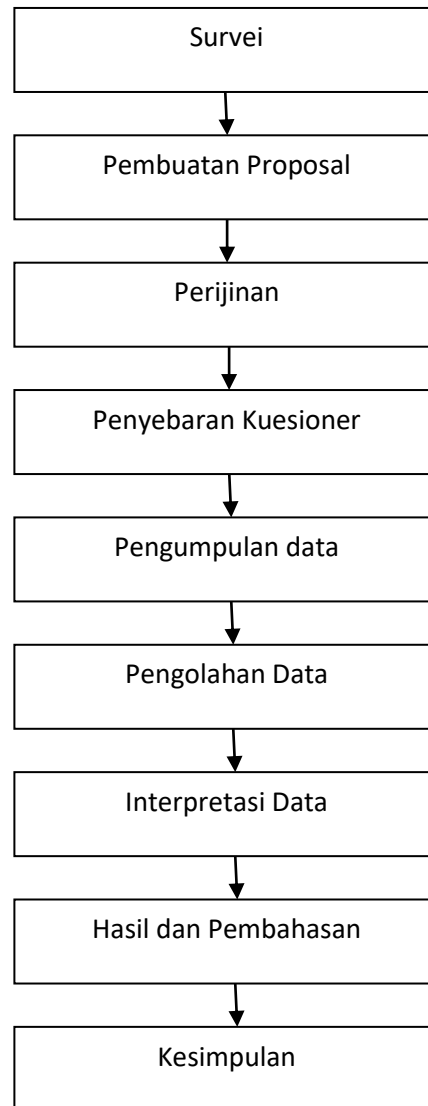 Survei
Pembuatan Proposal
Perijinan
Penyebaran Kuesioner
Pengumpulan data
Pengolahan Data
Interpretasi Data
Hasil dan Pembahasan
Kesimpulan